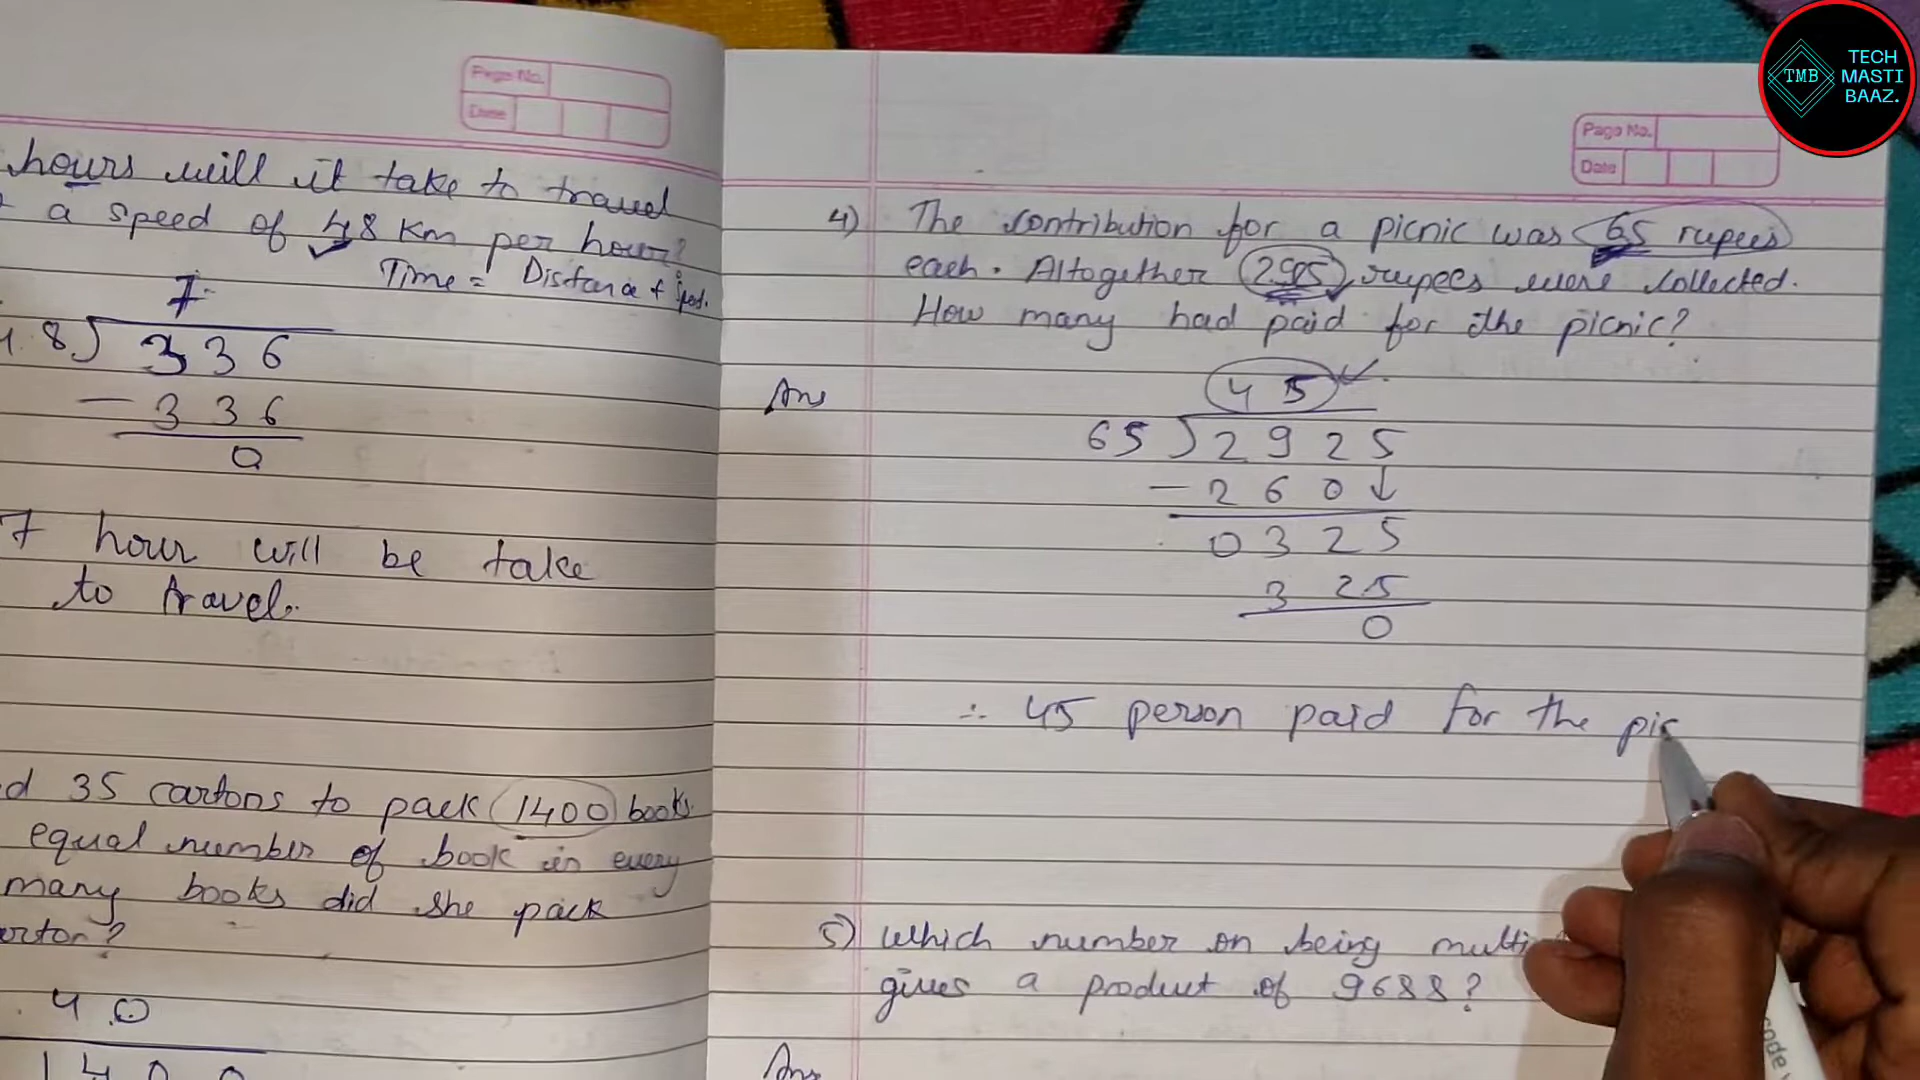 Page No.
Date
hours will it take to travel
a speed of 48 Km per hour?
Time = Distance ÷ Speed.
7
48) 336
- 336
0
7 hour will be take
to travel.
d 35 cartons to pack 1400 books
equal number of book in every
many books did she pack
arton?
40
1400
TECH
TMB MASTI
BAAZ.
Page No.
Date
4) The contribution for a picnic was 65 rupees
each. Altogether 2925 rupees were collected.
How many had paid for the picnic?
Ans
45
65) 2925
- 260↓
0325
325
0
∴ 45 person paid for the pic
5) Which number on being multi
gives a product of 9688?
Ans
code